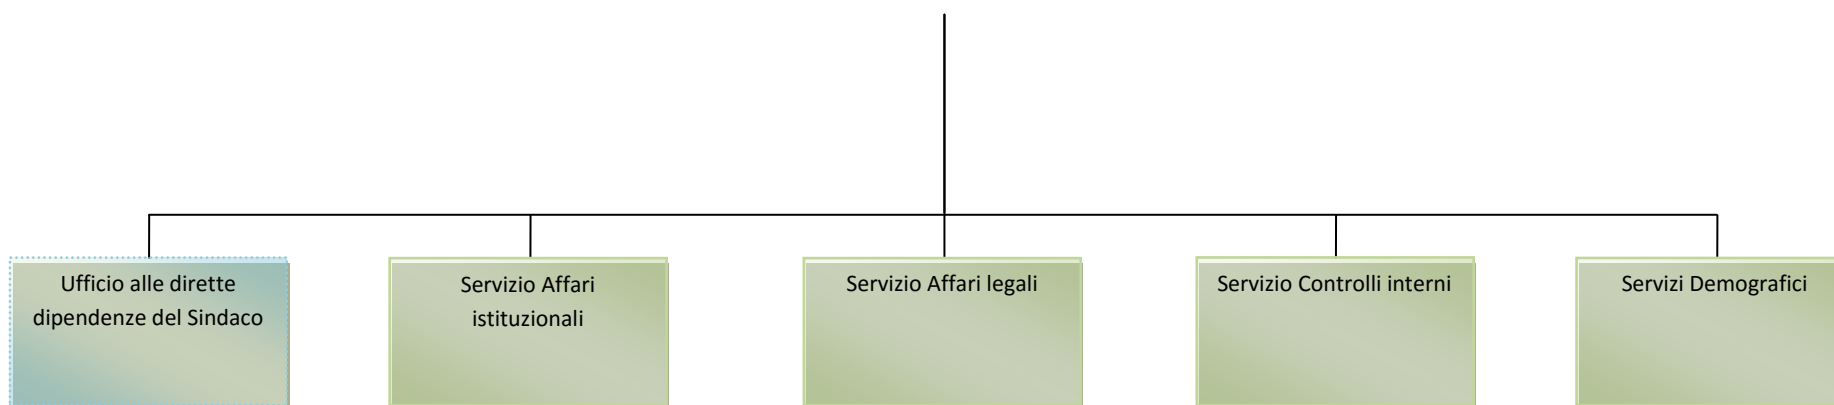 Ufficio alle dirette
dipendenze del Sindaco
Servizio Affari
istituzionali
Servizio Affari legali
Servizio Controlli interni
Servizi Demografici